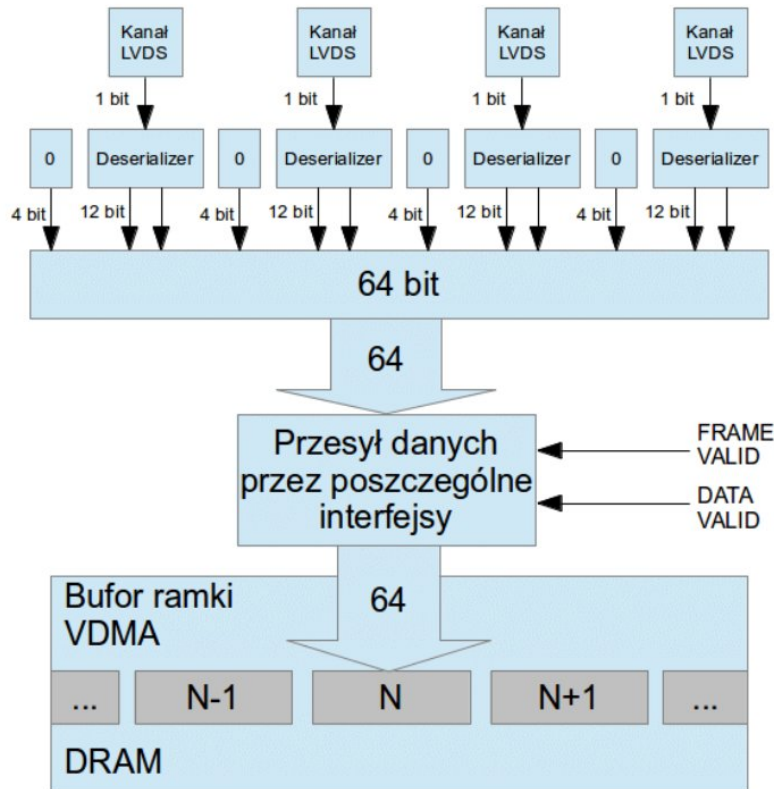 Kanał
LVDS
Kanał
LVDS
Kanał
LVDS
Kanał
LVDS
1 bit
1 bit
1 bit
1 bit
0
Deserializer
0
Deserializer
0
Deserializer
0
Deserializer
4 bit
12 bit
4 bit
12 bit
4 bit
12 bit
4 bit
12 bit
64 bit
64
Przesył danych
przez poszczególne
interfejsy
FRAME
VALID
DATA
VALID
Bufor ramki
VDMA
64
...
N-1
N
N+1
...
DRAM